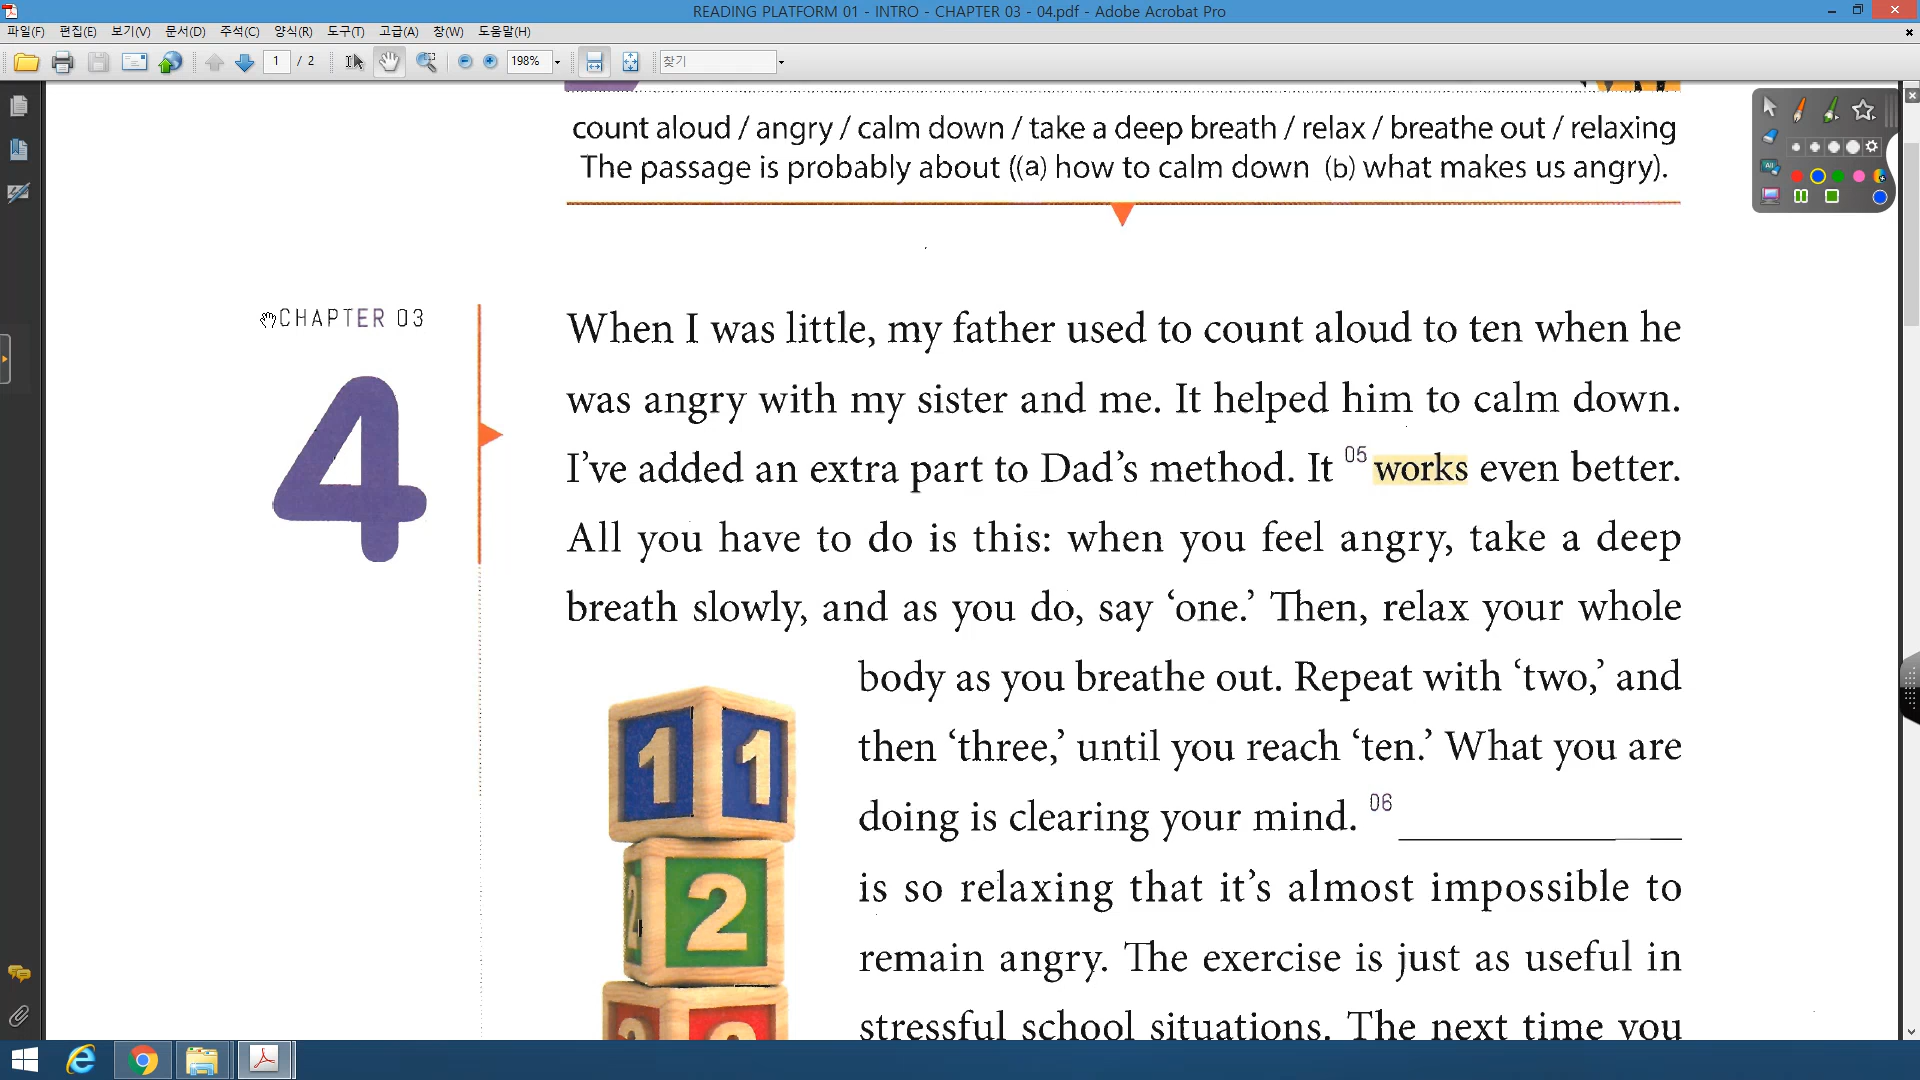 READING PLATFORM 01 - INTRO - CHAPTER 03 - 04.pdf - Adobe Acrobat Pro
파일(F) 편집(E) 보기(V) 문서(D) 주석(C) 양식(R) 도구(T) 고급(A) 창(W) 도움말(H)
1 / 2 198% 찾기
count aloud / angry / calm down / take a deep breath / relax / breathe out / relaxing
The passage is probably about ((a) how to calm down (b) what makes us angry).
CHAPTER 03
4
When I was little, my father used to count aloud to ten when he
was angry with my sister and me. It helped him to calm down.
I've added an extra part to Dad's method. It 05 works even better.
All you have to do is this: when you feel angry, take a deep
breath slowly, and as you do, say 'one.' Then, relax your whole
body as you breathe out. Repeat with 'two,' and
then 'three,' until you reach 'ten.' What you are
doing is clearing your mind. 06 ____________
is so relaxing that it's almost impossible to
remain angry. The exercise is just as useful in
stressful school situations. The next time you
1 1
2 2